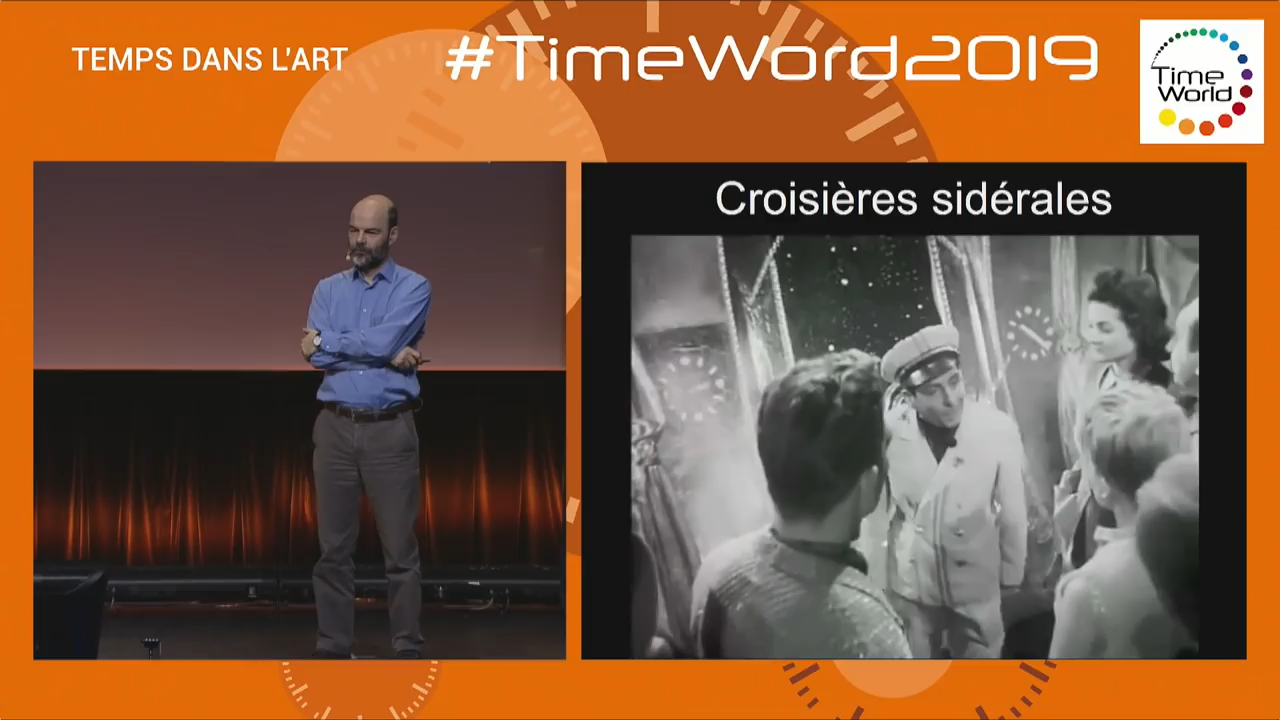 TEMPS DANS L'ART
#TimeWord2019
Time
World
Croisières sidérales